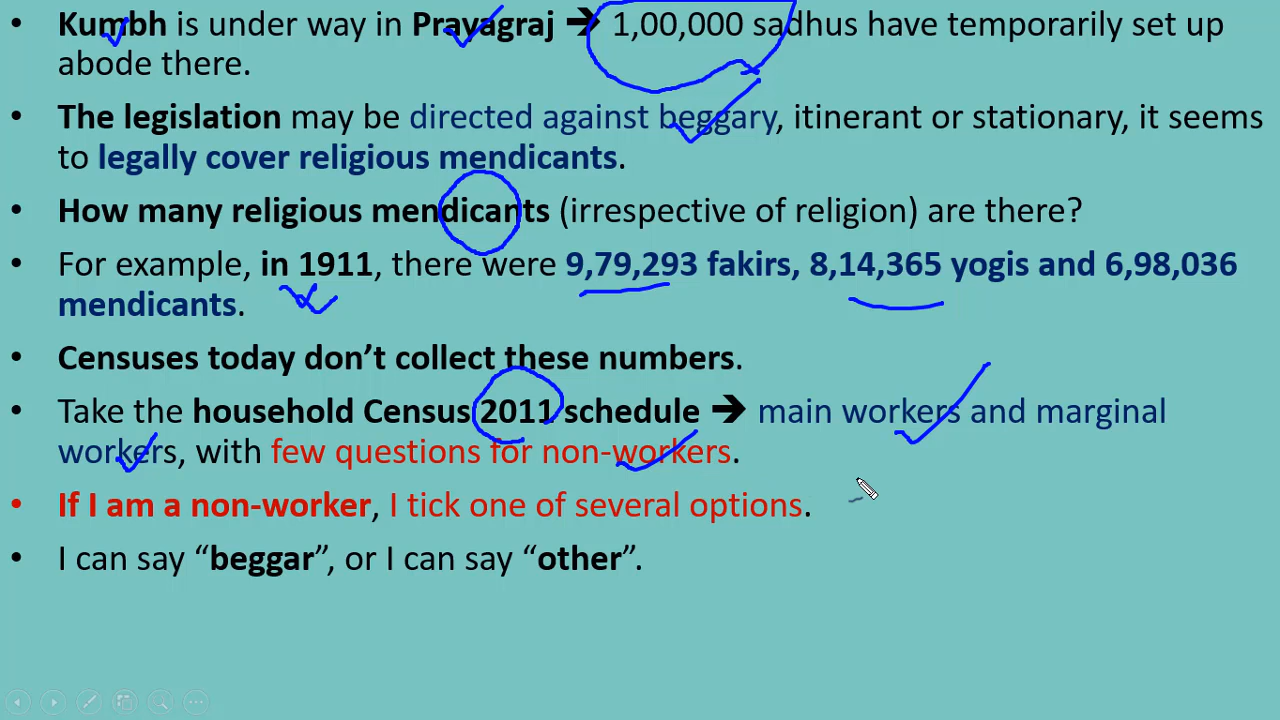 • Kumbh is under way in Prayagraj ➔ 1,00,000 sadhus have temporarily set up
abode there.
• The legislation may be directed against beggary, itinerant or stationary, it seems
to legally cover religious mendicants.
• How many religious mendicants (irrespective of religion) are there?
• For example, in 1911, there were 9,79,293 fakirs, 8,14,365 yogis and 6,98,036
mendicants.
• Censuses today don’t collect these numbers.
• Take the household Census 2011 schedule ➔ main workers and marginal
workers, with few questions for non-workers.
• If I am a non-worker, I tick one of several options.
• I can say “beggar”, or I can say “other”.